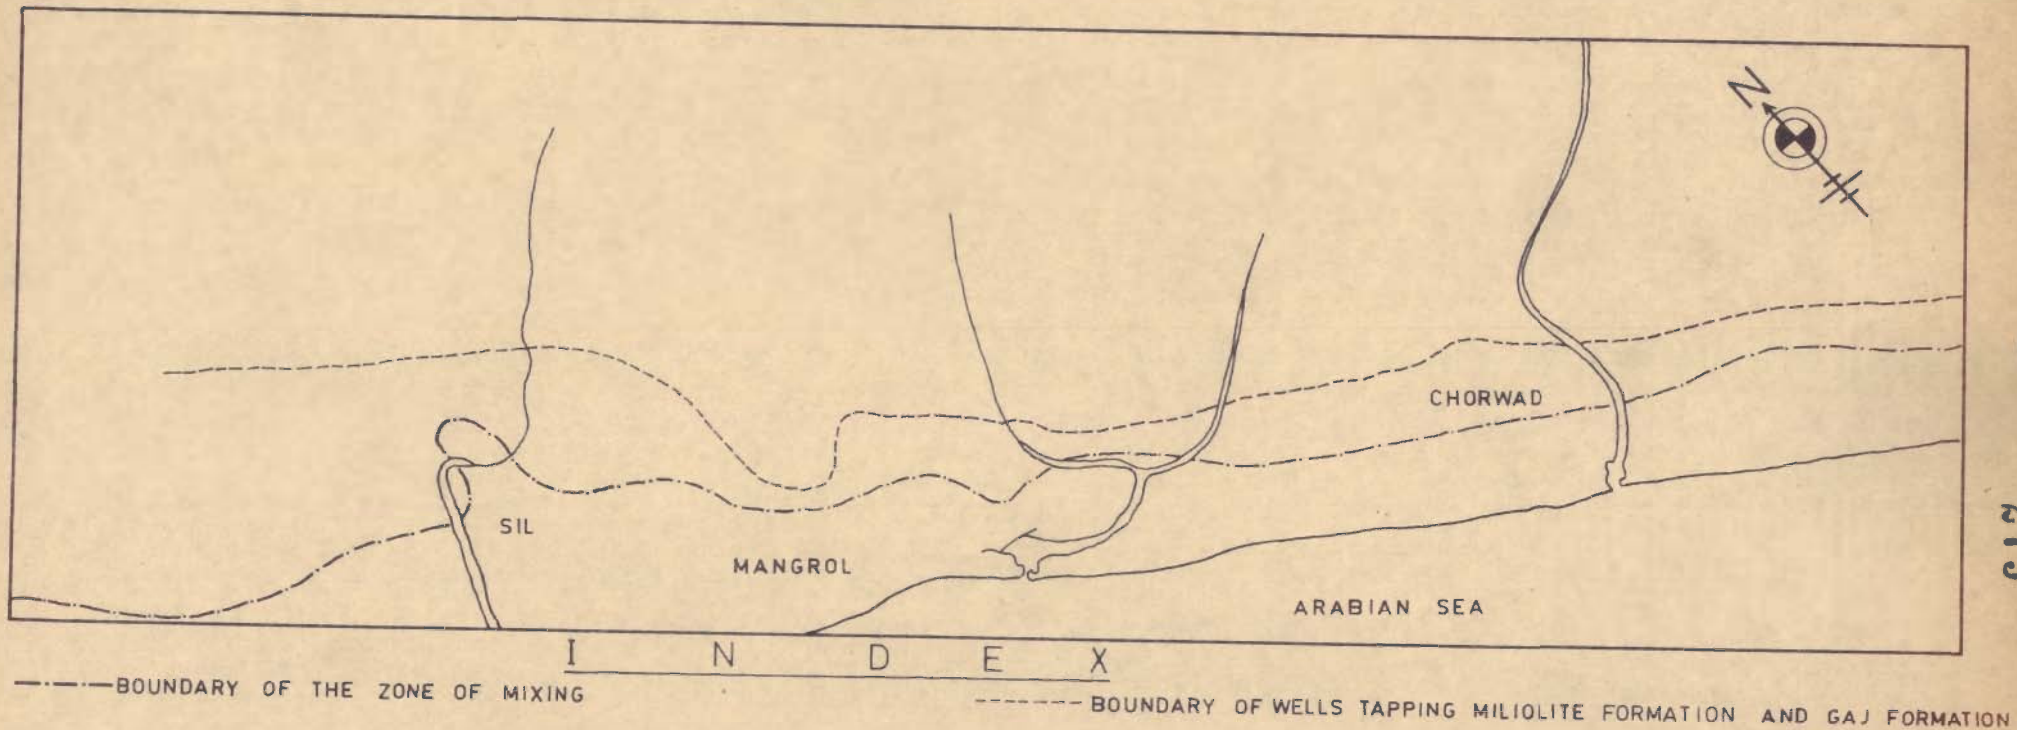 N
CHORWAD
SIL
MANGROL
ARABIAN SEA
I N D E X
BOUNDARY OF THE ZONE OF MIXING
BOUNDARY OF WELLS TAPPING MILIOLITE FORMATION AND GAJ FORMATION